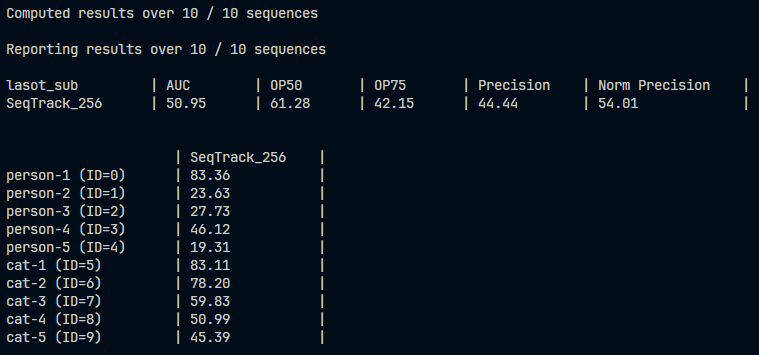 Computed results over 10 / 10 sequences
Reporting results over 10 / 10 sequences
lasot_sub | AUC | OP50 | OP75 | Precision | Norm Precision |
SeqTrack_256 | 50.95 | 61.28 | 42.15 | 44.44 | 54.01 |
| SeqTrack_256 |
person-1 (ID=0) | 83.36 |
person-2 (ID=1) | 23.63 |
person-3 (ID=2) | 27.73 |
person-4 (ID=3) | 46.12 |
person-5 (ID=4) | 19.31 |
cat-1 (ID=5) | 83.11 |
cat-2 (ID=6) | 78.20 |
cat-3 (ID=7) | 59.83 |
cat-4 (ID=8) | 50.99 |
cat-5 (ID=9) | 45.39 |